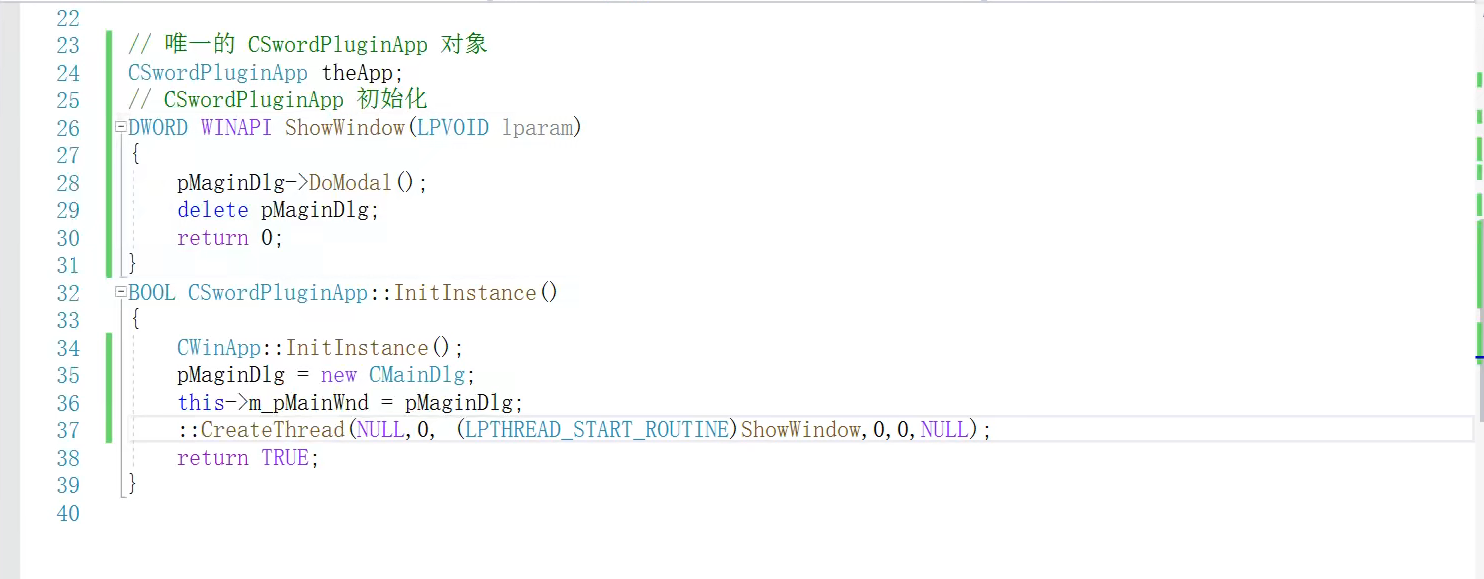 22
23 // 唯一的 CSwordPluginApp 对象
24 CSwordPluginApp theApp;
25 // CSwordPluginApp 初始化
26 DWORD WINAPI ShowWindow(LPVOID lparam)
27 {
28 pMaginDlg->DoModal();
29 delete pMaginDlg;
30 return 0;
31 }
32 BOOL CSwordPluginApp::InitInstance()
33 {
34 CWinApp::InitInstance();
35 pMaginDlg = new CMainDlg;
36 this->m_pMainWnd = pMaginDlg;
37 ::CreateThread(NULL,0, (LPTHREAD_START_ROUTINE)ShowWindow,0,0,NULL);
38 return TRUE;
39 }
40